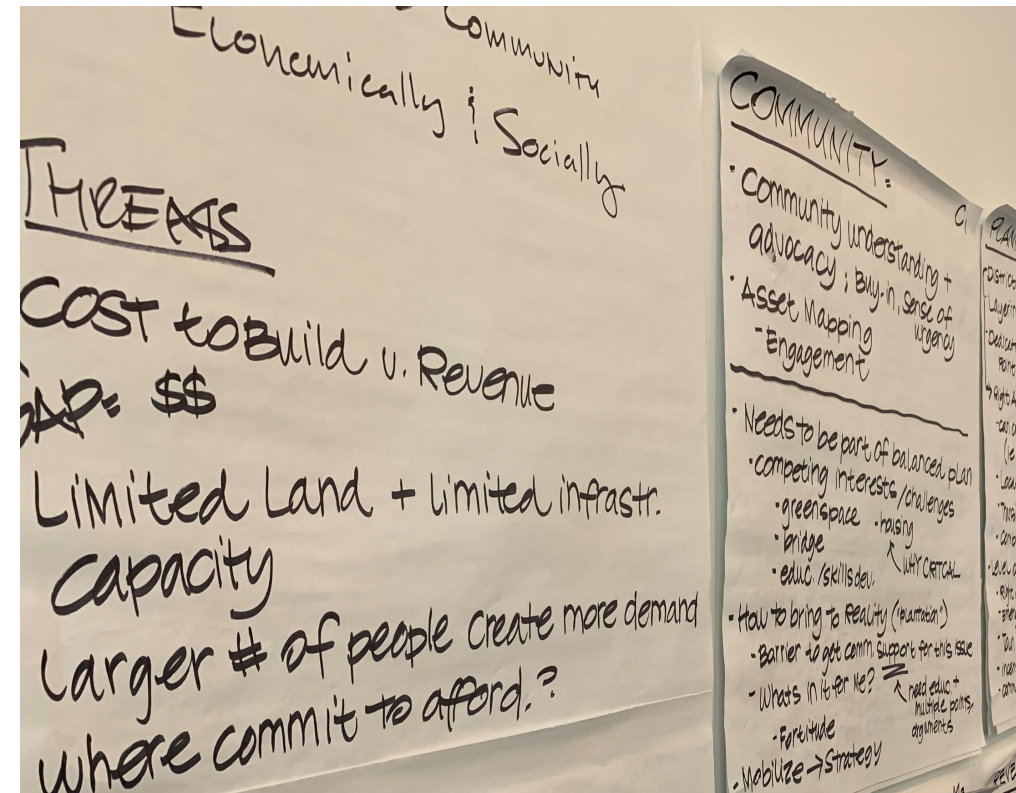 Community
Economically & Socially
THREATS
COST to Build v. Revenue
GAP: $$
Limited Land + limited infrastr.
capacity
Larger # of people create more demand
where commit to afford?
COMMUNITY:
• Community understanding +
advocacy; Buy-in, sense of
urgency
• Asset Mapping
- Engagement
• Needs to be part of balanced plan
• competing interests/challenges
• greenspace • housing
• bridge
WHY CRITICAL
• educ./skills dev.
• How to bring to Reality ("plantation")
• Barrier to get comm. support for this issue
• Whats in it for Me?
need educ. +
multiple points,
arguments
• Fortitude
• Mobilize → Strategy